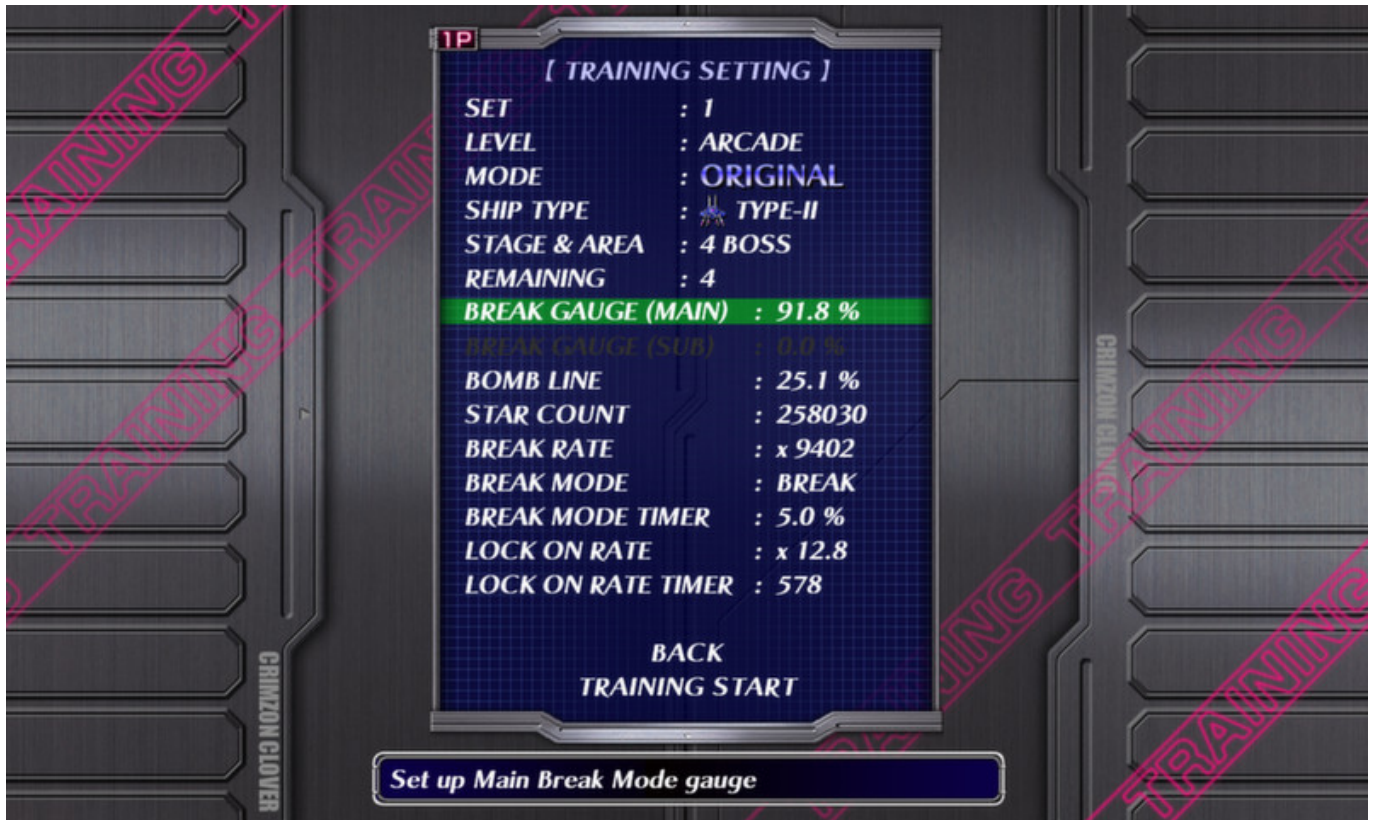 1P
[ TRAINING SETTING ]
SET : 1
LEVEL : ARCADE
MODE : ORIGINAL
SHIP TYPE : TYPE-II
STAGE & AREA : 4 BOSS
REMAINING : 4
BREAK GAUGE (MAIN) : 91.8 %
BREAK GAUGE (SUB) : 0.0 %
BOMB LINE : 25.1 %
STAR COUNT : 258030
BREAK RATE : x 9402
BREAK MODE : BREAK
BREAK MODE TIMER : 5.0 %
LOCK ON RATE : x 12.8
LOCK ON RATE TIMER : 578
BACK
TRAINING START
Set up Main Break Mode gauge
TRAINING TRAINING
TRAINING TRAINING
TRAINING
CRIMZON CLOVER
CRIMZON CLOVER